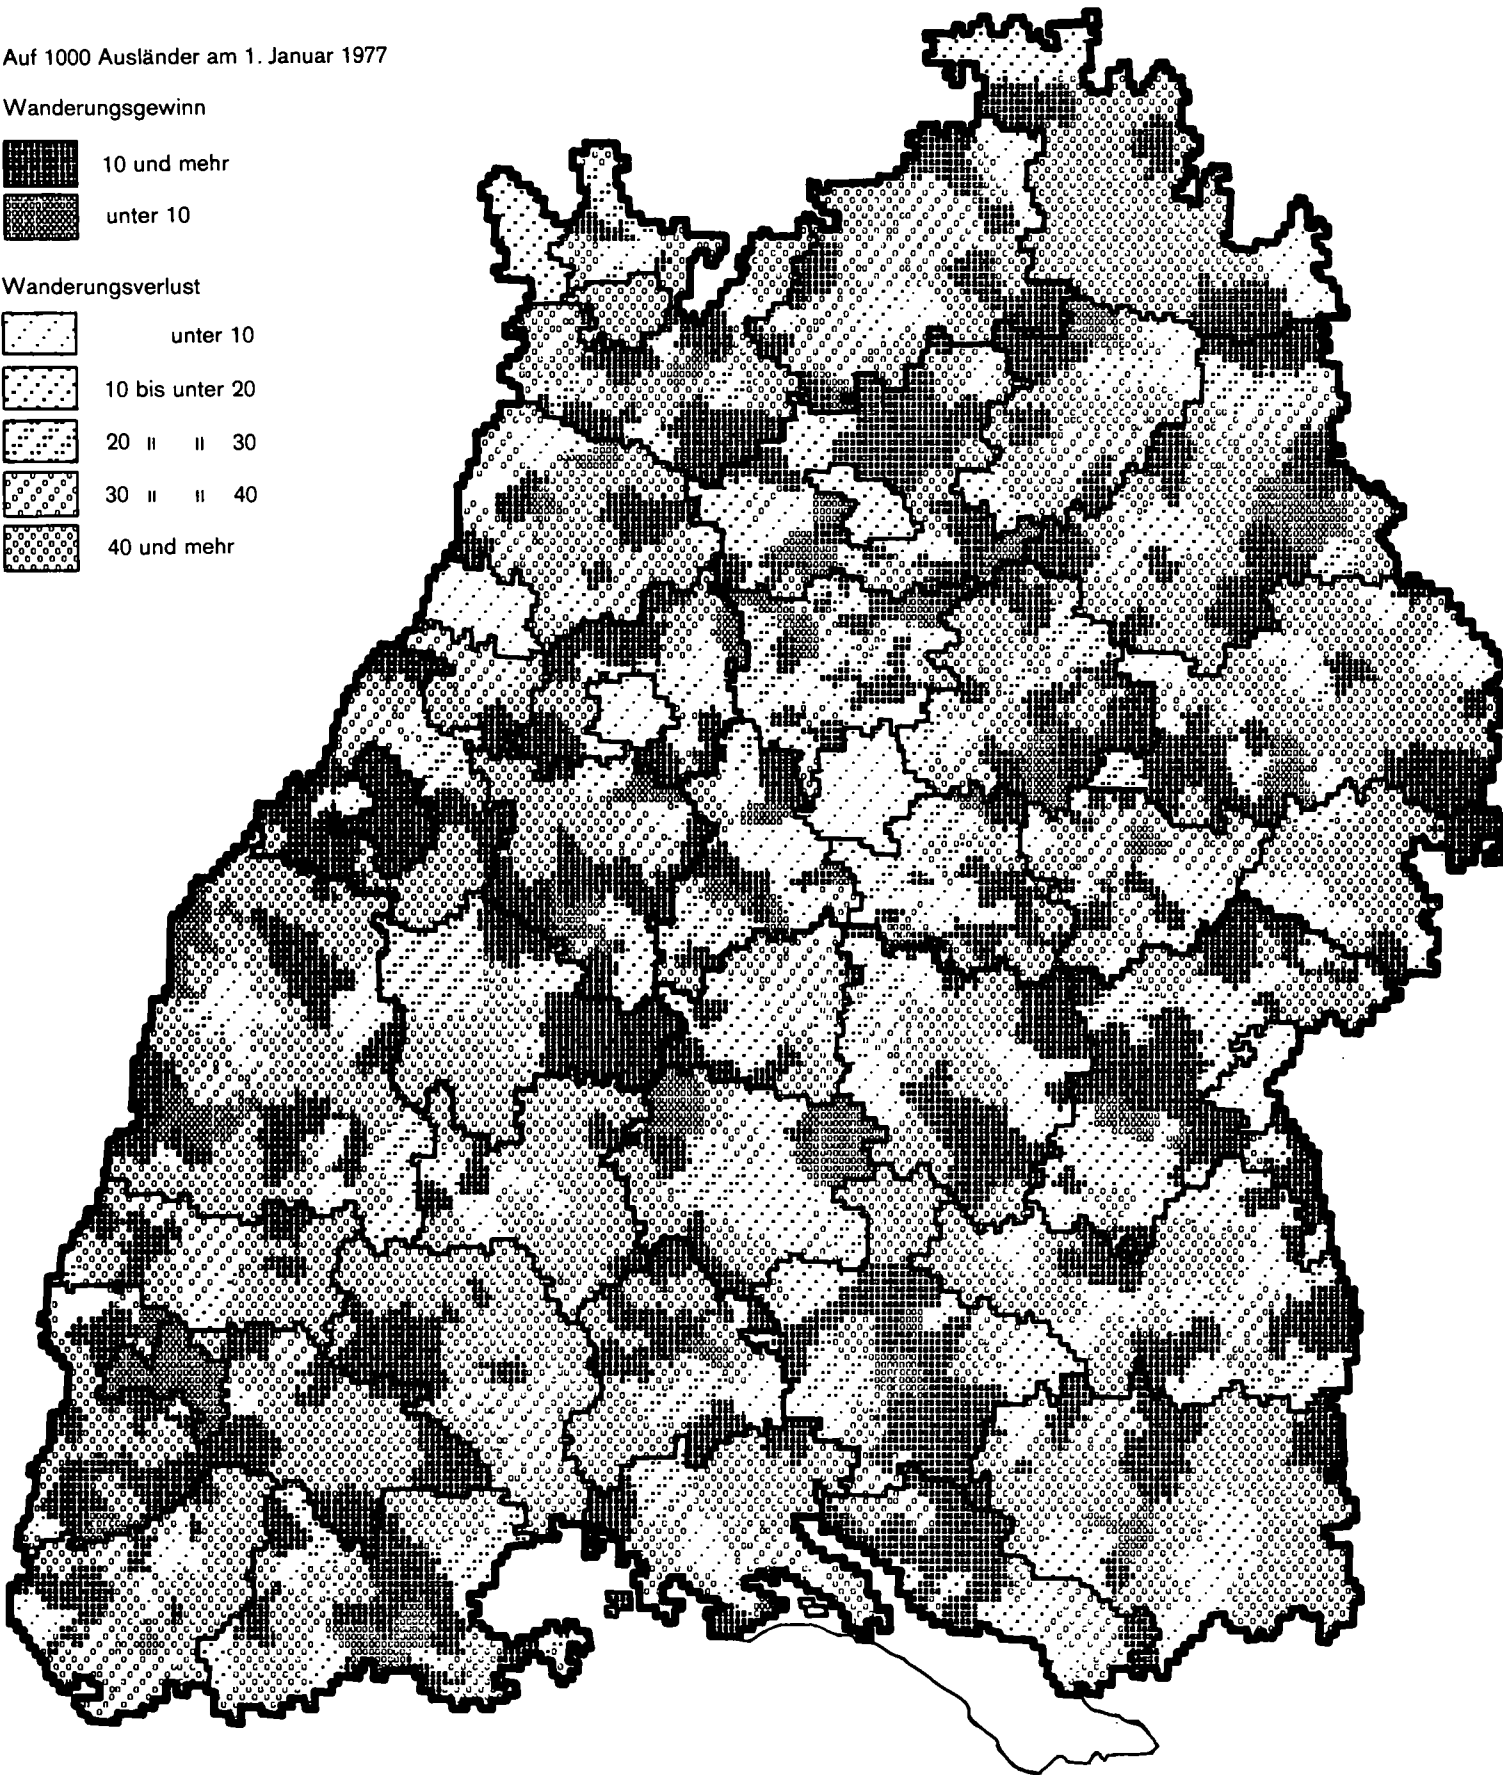 Auf 1000 Ausländer am 1. Januar 1977
Wanderungsgewinn
10 und mehr
unter 10
Wanderungsverlust
unter 10
10 bis unter 20
20 " " 30
30 " " 40
40 und mehr